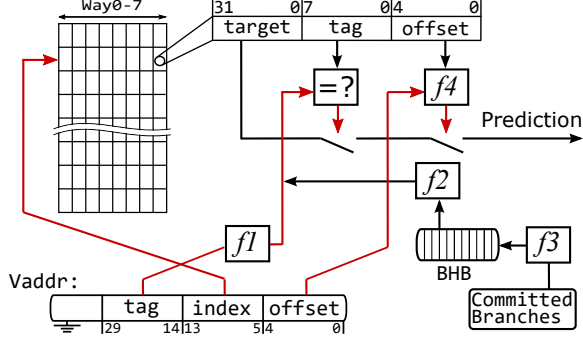 Way0-7
31 0 7 0 4 0
target tag offset
=? f4
Prediction
f2
f1 f3
BHB
Vaddr:
tag index offset
29 14 13 5 4 0
Committed
Branches